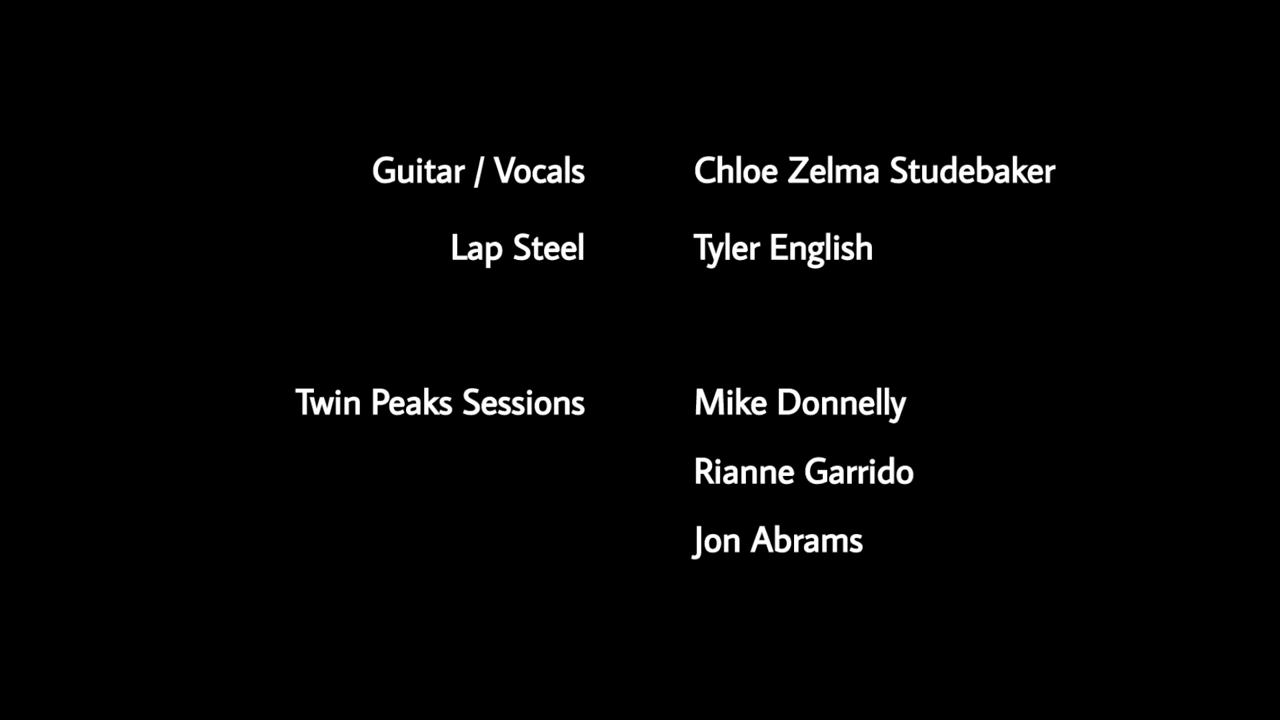 Guitar / Vocals Chloe Zelma Studebaker
Lap Steel Tyler English
Twin Peaks Sessions Mike Donnelly
Rianne Garrido
Jon Abrams